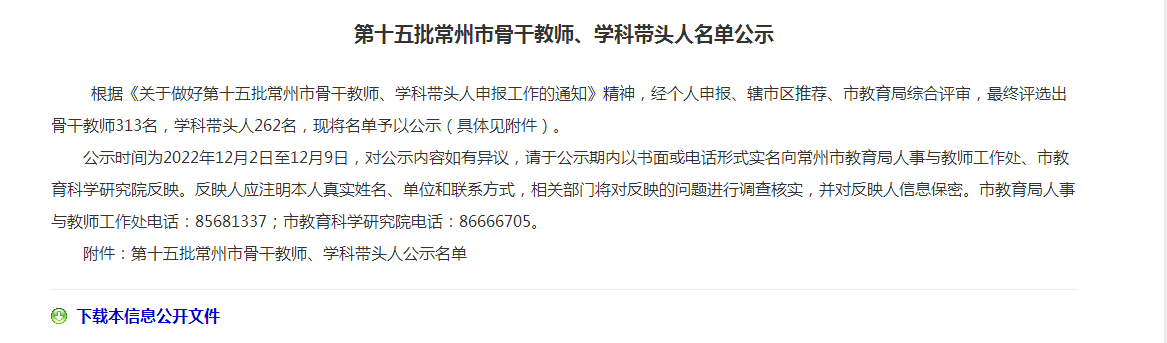 第十五批常州市骨干教师、学科带头人名单公示
根据《关于做好第十五批常州市骨干教师、学科带头人申报工作的通知》精神，经个人申报、辖市区推荐、市教育局综合评审，最终评选出
骨干教师313名，学科带头人262名，现将名单予以公示（具体见附件）。
公示时间为2022年12月2日至12月9日，对公示内容如有异议，请于公示期内以书面或电话形式实名向常州市教育局人事与教师工作处、市教
育科学研究院反映。反映人应注明本人真实姓名、单位和联系方式，相关部门将对反映的问题进行调查核实，并对反映人信息保密。市教育局人事
与教师工作处电话：85681337；市教育科学研究院电话：86666705。
附件：第十五批常州市骨干教师、学科带头人公示名单
下载本信息公开文件